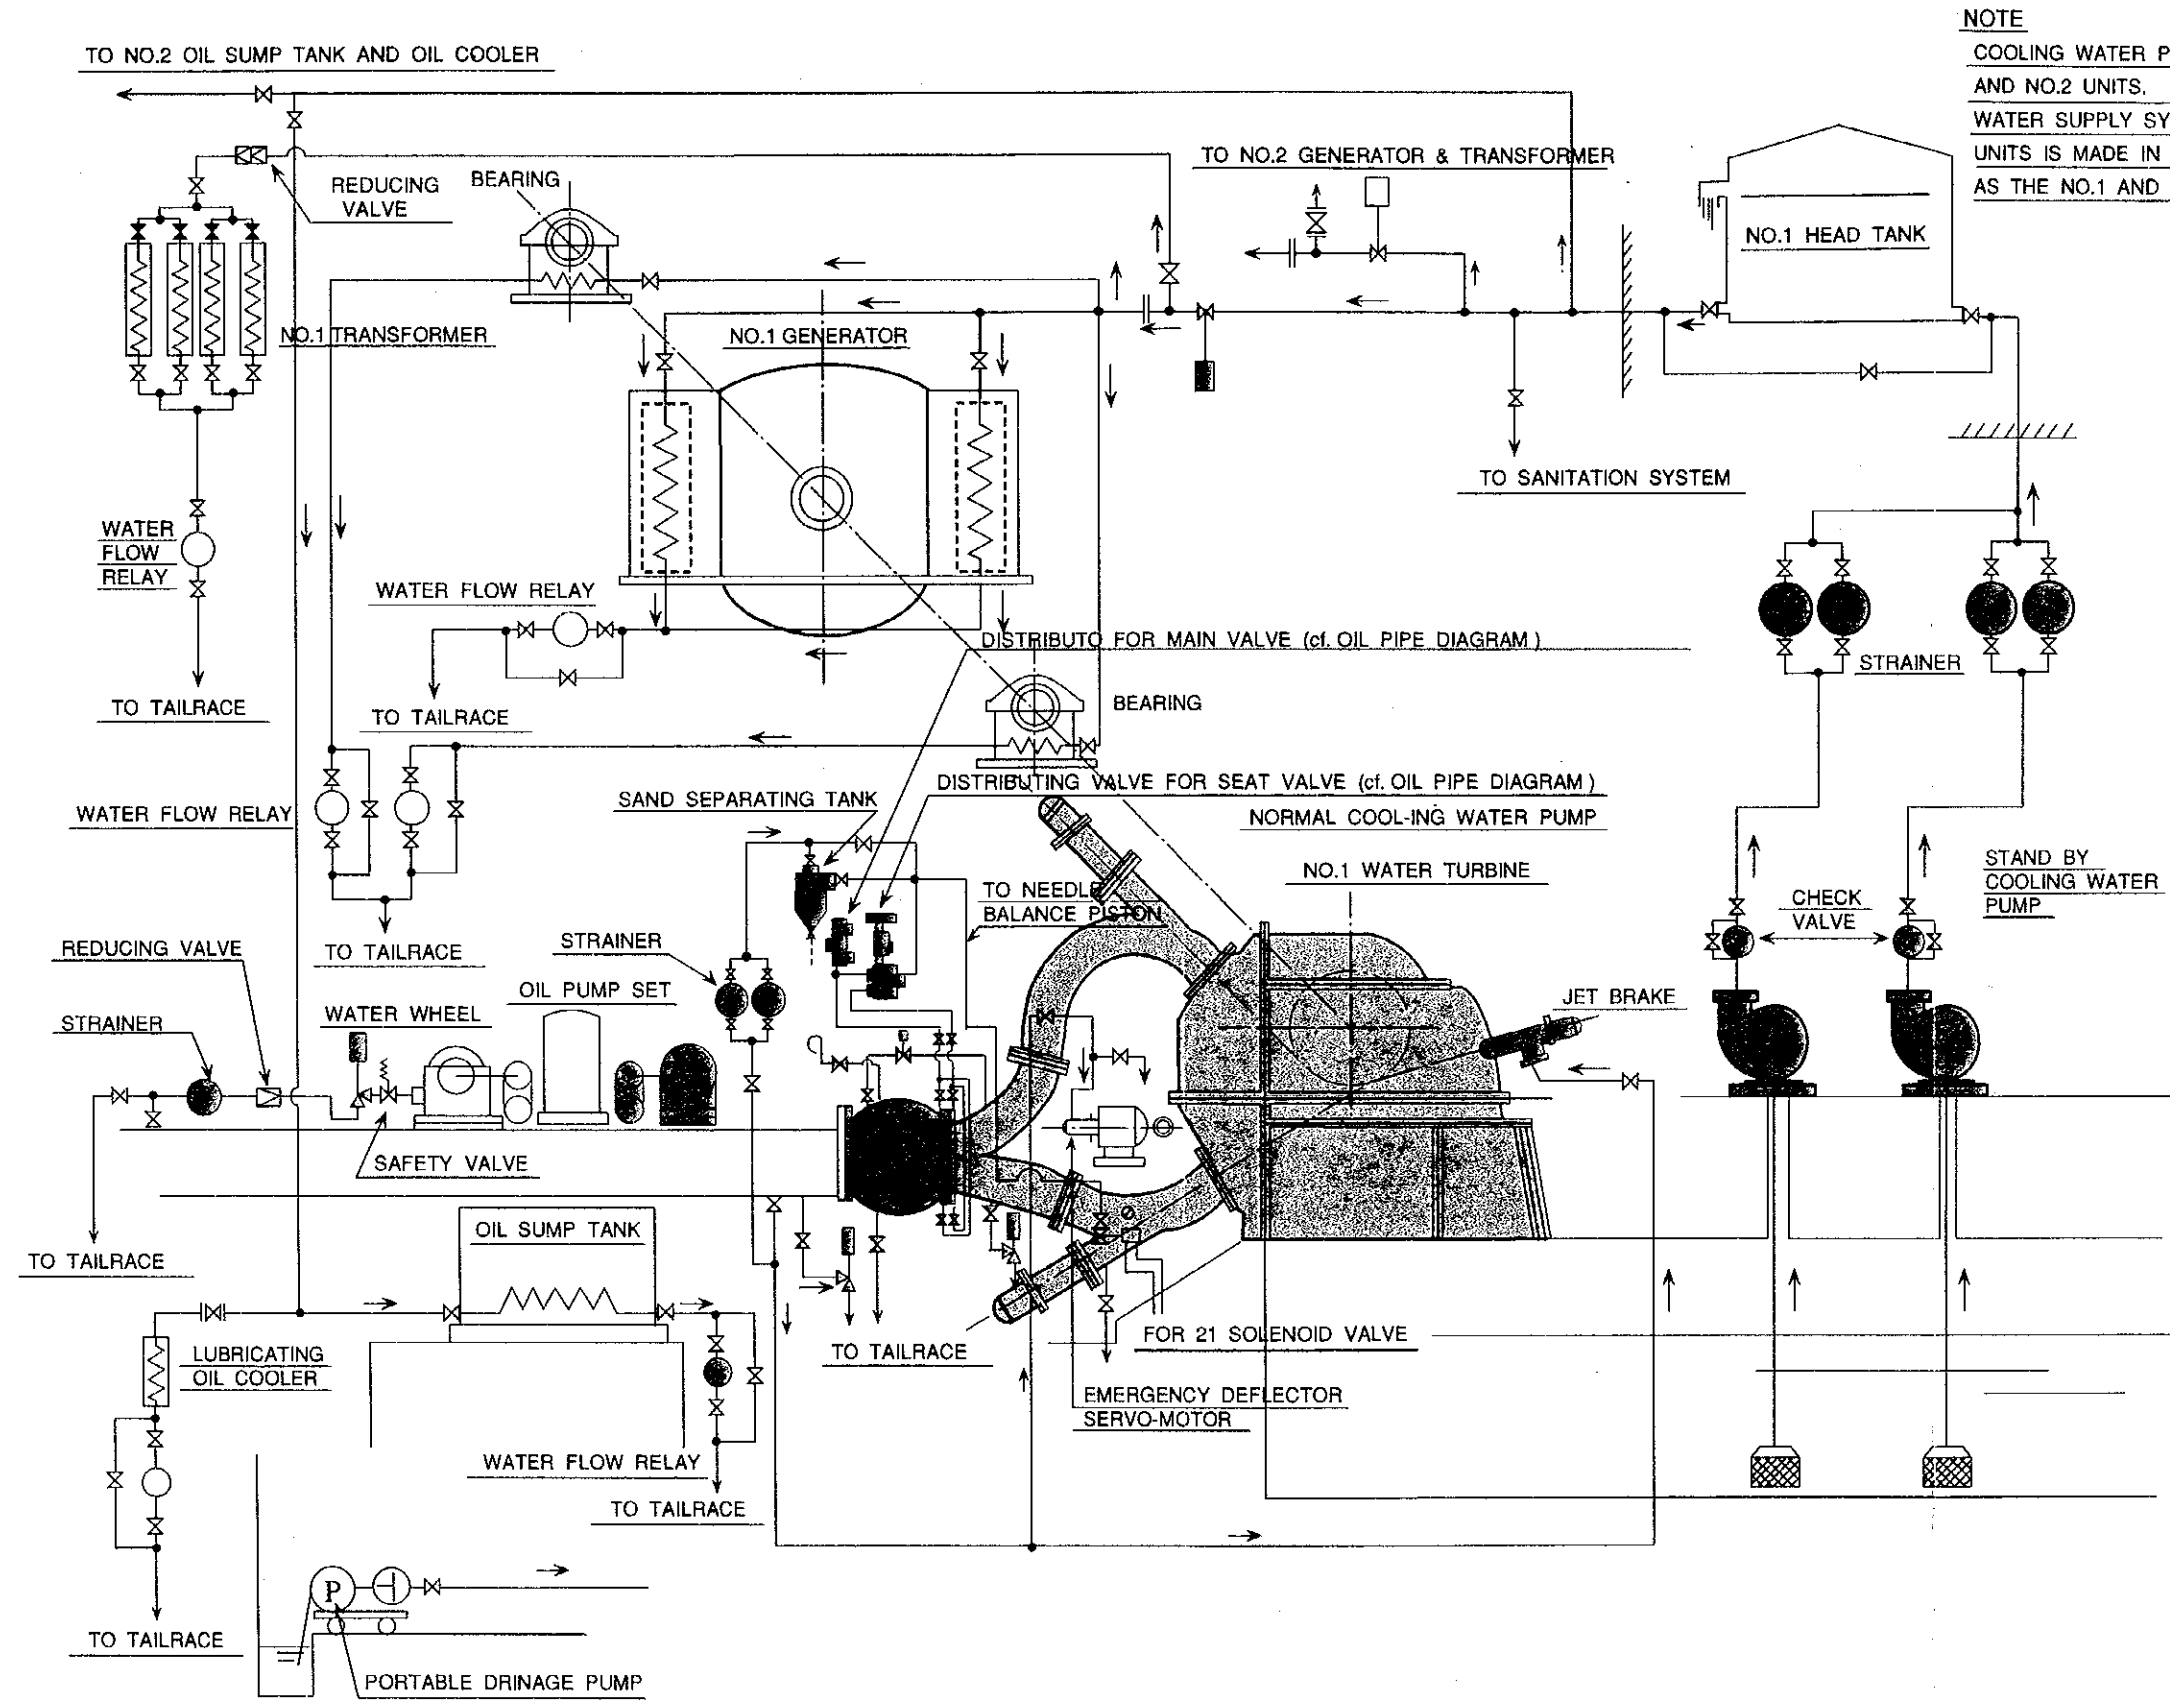 NOTE
COOLING WATER P
AND NO.2 UNITS.
WATER SUPPLY SY
UNITS IS MADE IN
AS THE NO.1 AND
TO NO.2 OIL SUMP TANK AND OIL COOLER
TO NO.2 GENERATOR & TRANSFORMER
REDUCING
VALVE
BEARING
NO.1 HEAD TANK
NO.1 TRANSFORMER
NO.1 GENERATOR
TO SANITATION SYSTEM
WATER
FLOW
RELAY
WATER FLOW RELAY
DISTRIBUTO FOR MAIN VALVE (cf. OIL PIPE DIAGRAM)
STRAINER
TO TAILRACE
TO TAILRACE
BEARING
DISTRIBUTING VALVE FOR SEAT VALVE (cf. OIL PIPE DIAGRAM)
SAND SEPARATING TANK
WATER FLOW RELAY
NORMAL COOL-ING WATER PUMP
NO.1 WATER TURBINE
STAND BY
COOLING WATER
PUMP
TO NEEDLE
BALANCE PISTON
CHECK
VALVE
TO TAILRACE
REDUCING VALVE
STRAINER
OIL PUMP SET
JET BRAKE
WATER WHEEL
STRAINER
SAFETY VALVE
TO TAILRACE
OIL SUMP TANK
LUBRICATING
OIL COOLER
TO TAILRACE
FOR 21 SOLENOID VALVE
EMERGENCY DEFLECTOR
SERVO-MOTOR
WATER FLOW RELAY
TO TAILRACE
P
TO TAILRACE
PORTABLE DRINAGE PUMP